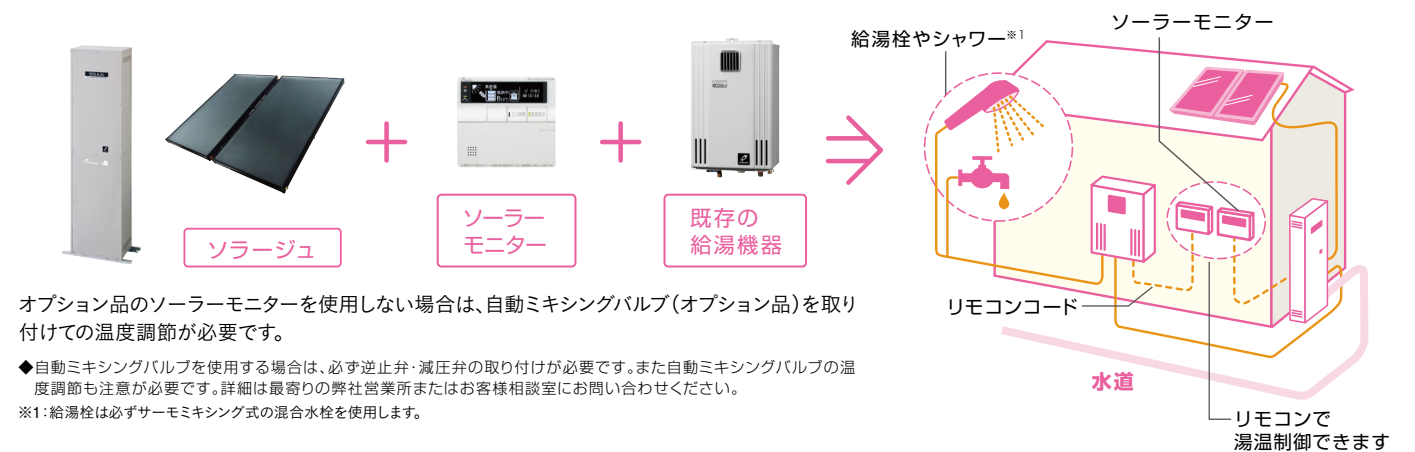 給湯栓やシャワー※1
ソーラーモニター
ソラージュ
ソーラー
モニター
既存の
給湯機器
リモコンコード
水道
リモコンで
湯温制御できます
オプション品のソーラーモニターを使用しない場合は、自動ミキシングバルブ(オプション品)を取り
付けての温度調節が必要です。
◆自動ミキシングバルブを使用する場合は、必ず逆止弁・減圧弁の取り付けが必要です。また自動ミキシングバルブの温
度調節も注意が必要です。詳細は最寄りの弊社営業所またはお客様相談室にお問い合わせください。
※1:給湯栓は必ずサーモミキシング式の混合水栓を使用します。